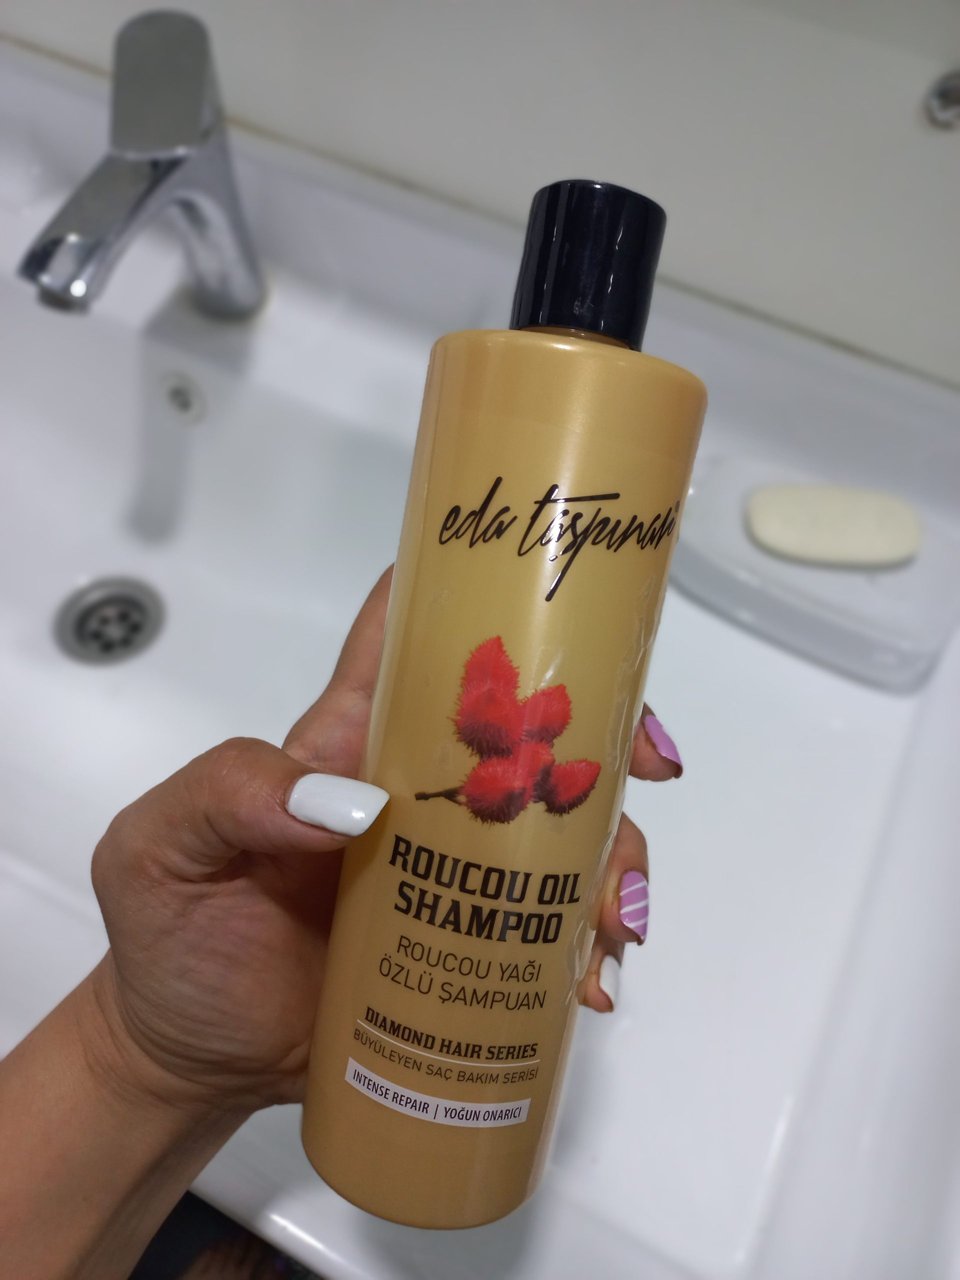 eda taşpınar
ROUCOU OIL
SHAMPOO
ROUCOU YAĞI
ÖZLÜ ŞAMPUAN
DIAMOND HAIR SERIES
BÜYÜLEYEN SAÇ BAKIM SERİSİ
INTENSE REPAIR | YOĞUN ONARICI